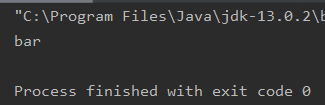 "C:\Program Files\Java\jdk-13.0.2\b
bar
Process finished with exit code 0